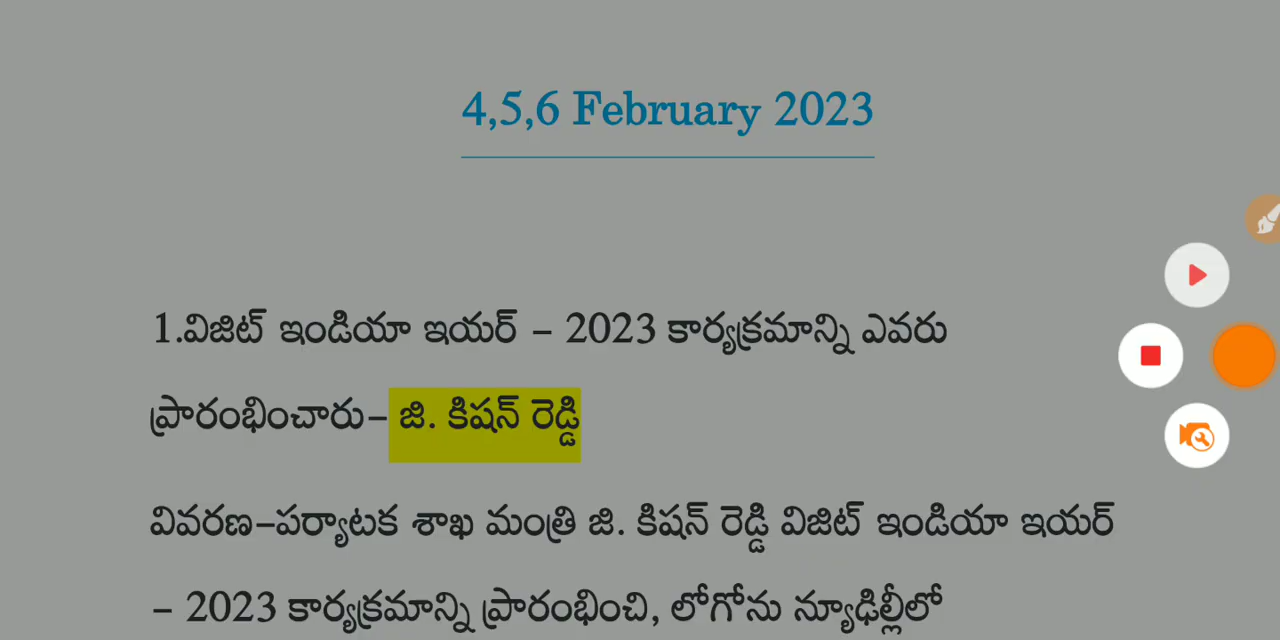 4,5,6 February 2023
1.విజిట్ ఇండియా ఇయర్ – 2023 కార్యక్రమాన్ని ఎవరు
ప్రారంభించారు– జి. కిషన్ రెడ్డి
వివరణ–పర్యాటక శాఖ మంత్రి జి. కిషన్ రెడ్డి విజిట్ ఇండియా ఇయర్
– 2023 కార్యక్రమాన్ని ప్రారంభించి, లోగోను న్యూఢిల్లీలో